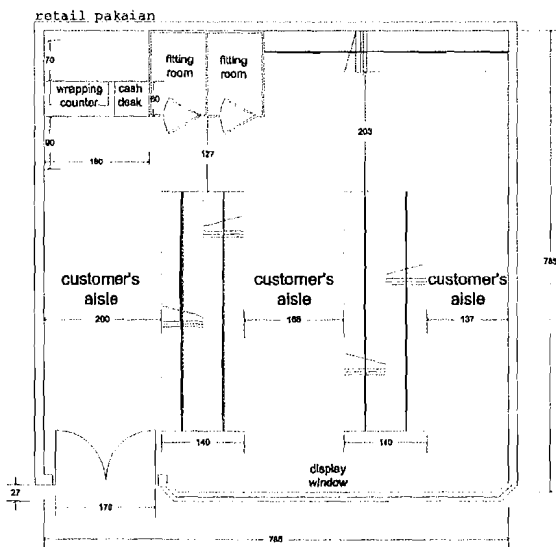 retail pakaian
70
fitting
room
fitting
room
wrapping
counter
cash
desk
60
90
180
127
203
785
customer's
aisle
customer's
aisle
customer's
aisle
200
168
137
140
140
display
window
27
170
785